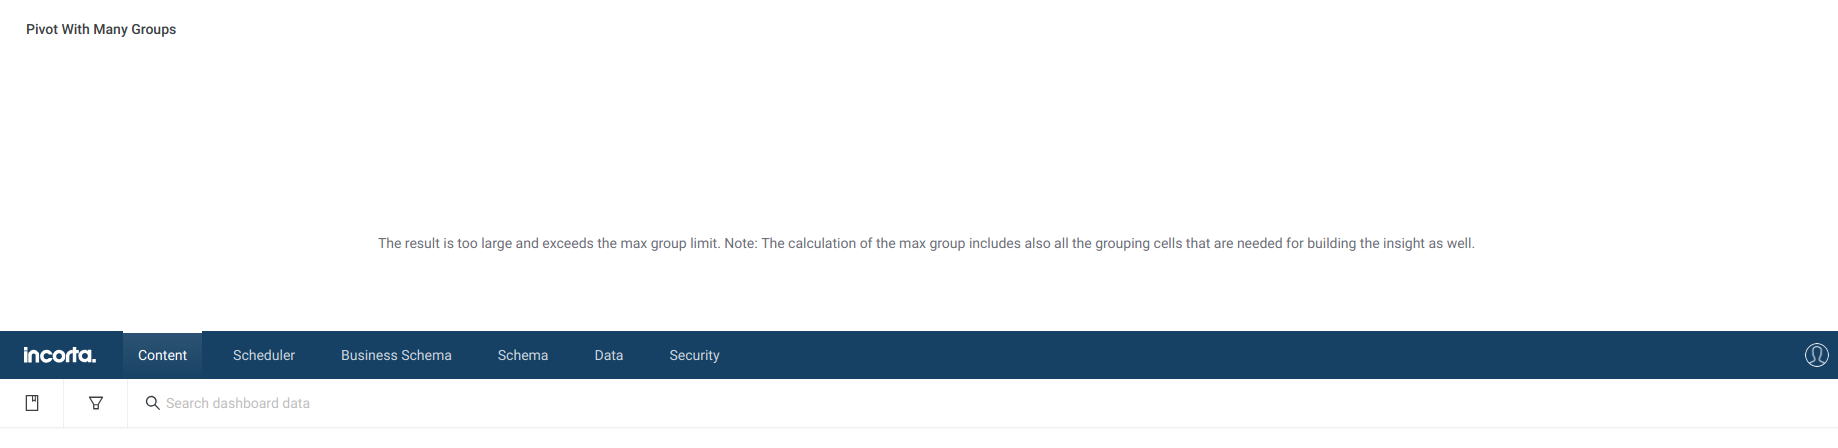 Pivot With Many Groups
The result is too large and exceeds the max group limit. Note: The calculation of the max group includes also all the grouping cells that are needed for building the insight as well.
incorta. Content Scheduler Business Schema Schema Data Security
Search dashboard data